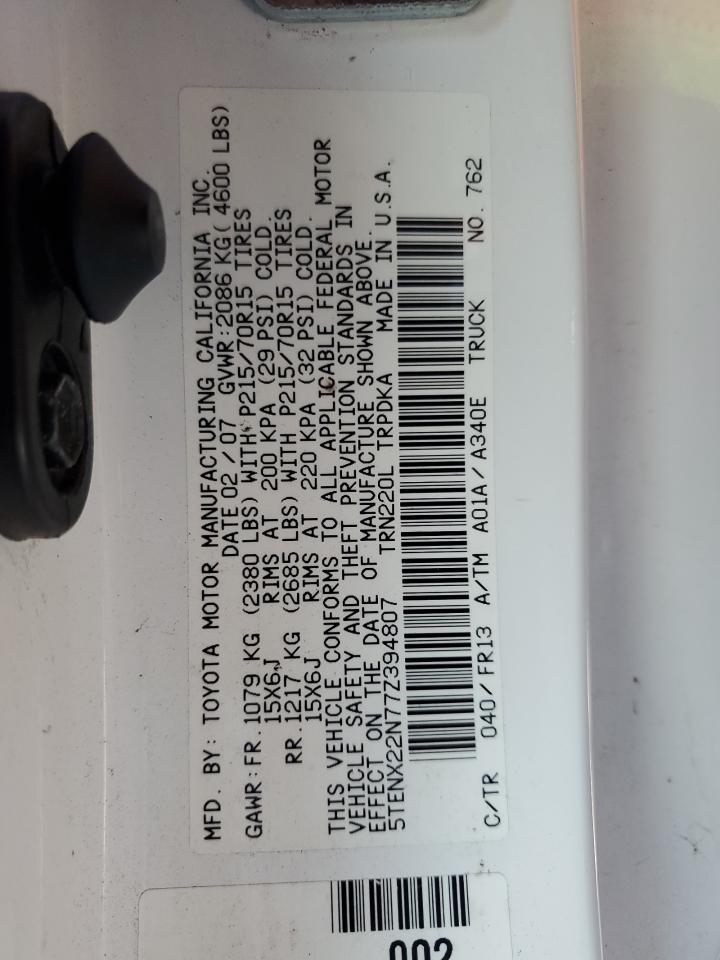 MFD. BY: TOYOTA MOTOR MANUFACTURING CALIFORNIA INC.
DATE 02 / 07 GVWR:2086 KG( 4600 LBS)
GAWR:FR.1079 KG (2380 LBS) WITH P215/70R15 TIRES
15X6J RIMS AT 200 KPA (29 PSI) COLD.
RR.1217 KG (2685 LBS) WITH P215/70R15 TIRES
15X6J RIMS AT 220 KPA (32 PSI) COLD.
THIS VEHICLE CONFORMS TO ALL APPLICABLE FEDERAL MOTOR
VEHICLE SAFETY AND THEFT PREVENTION STANDARDS IN
EFFECT ON THE DATE OF MANUFACTURE SHOWN ABOVE.
5TENX22N77Z394807 TRN220L TRPDKA MADE IN U.S.A.
C/TR 040/FR13 A/TM A01A/A340E TRUCK NO. 762
002